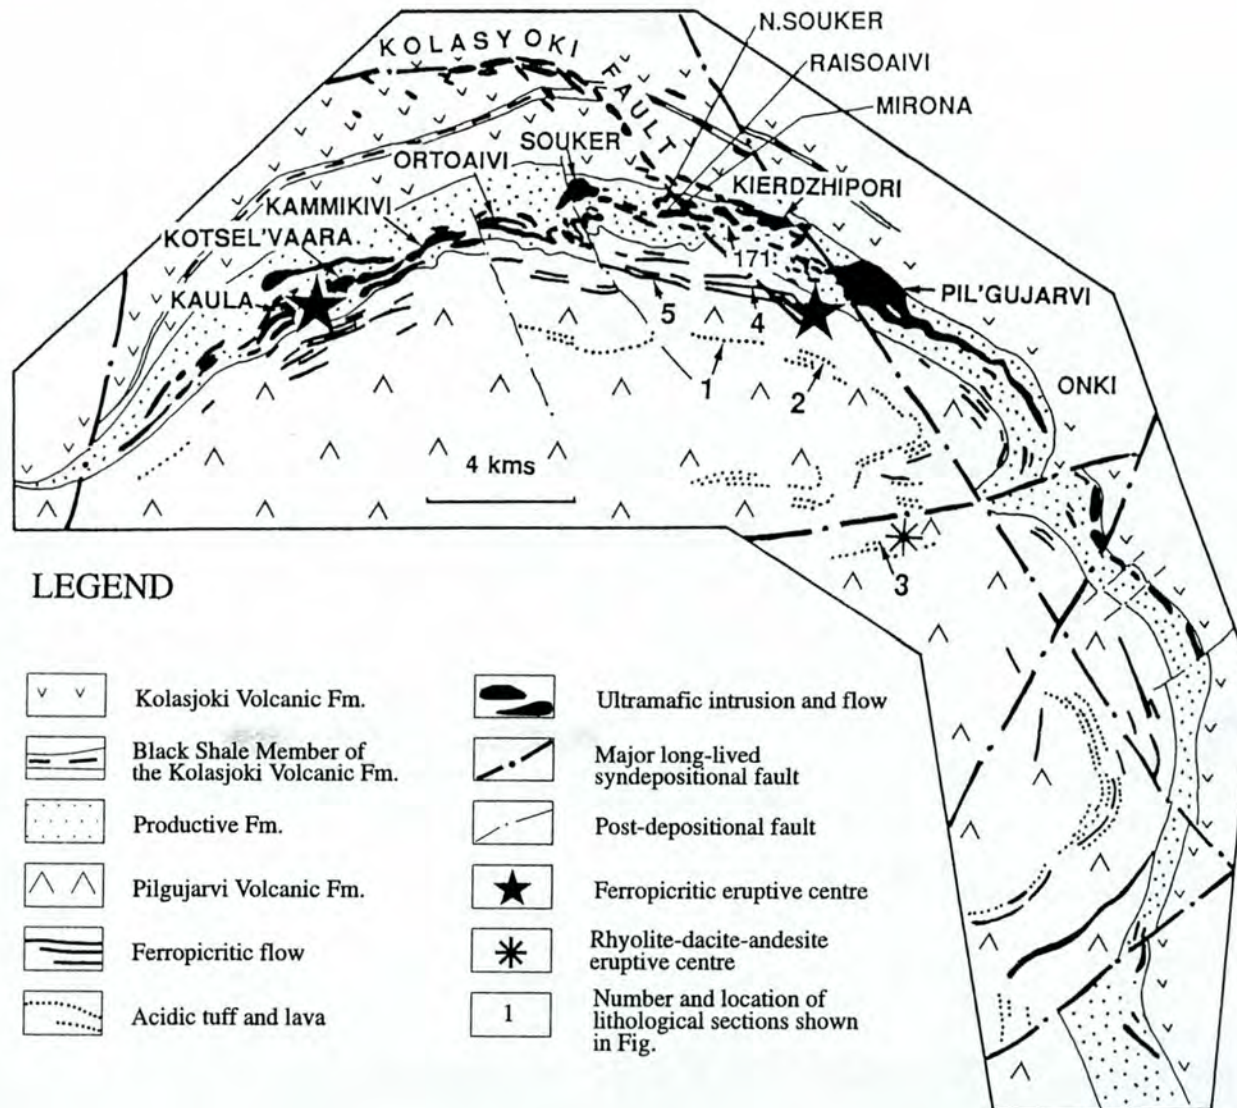 KOLASYOKI
FAULT
N.SOUKER
RAISOAIVI
MIRONA
SOUKER
ORTOAIVI
KIERDZHIPORI
KAMMIKIVI
KOTSEL'VAARA
171
KAULA
PIL'GUJARVI
5
4
1
2
ONKI
4 kms
3
LEGEND
Kolasjoki Volcanic Fm.
Black Shale Member of
the Kolasjoki Volcanic Fm.
Productive Fm.
Pilgujarvi Volcanic Fm.
Ferropicritic flow
Acidic tuff and lava
Ultramafic intrusion and flow
Major long-lived
syndepositional fault
Post-depositional fault
Ferropicritic eruptive centre
Rhyolite-dacite-andesite
eruptive centre
1
Number and location of
lithological sections shown
in Fig.